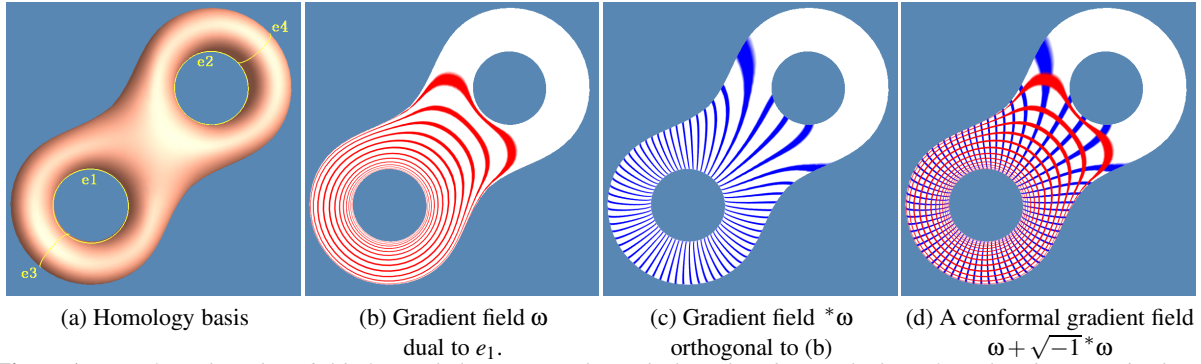 e4
e2
e1
e3
(a) Homology basis
(b) Gradient field ω
dual to e₁.
(c) Gradient field *ω
orthogonal to (b)
(d) A conformal gradient field
ω + √−1 *ω